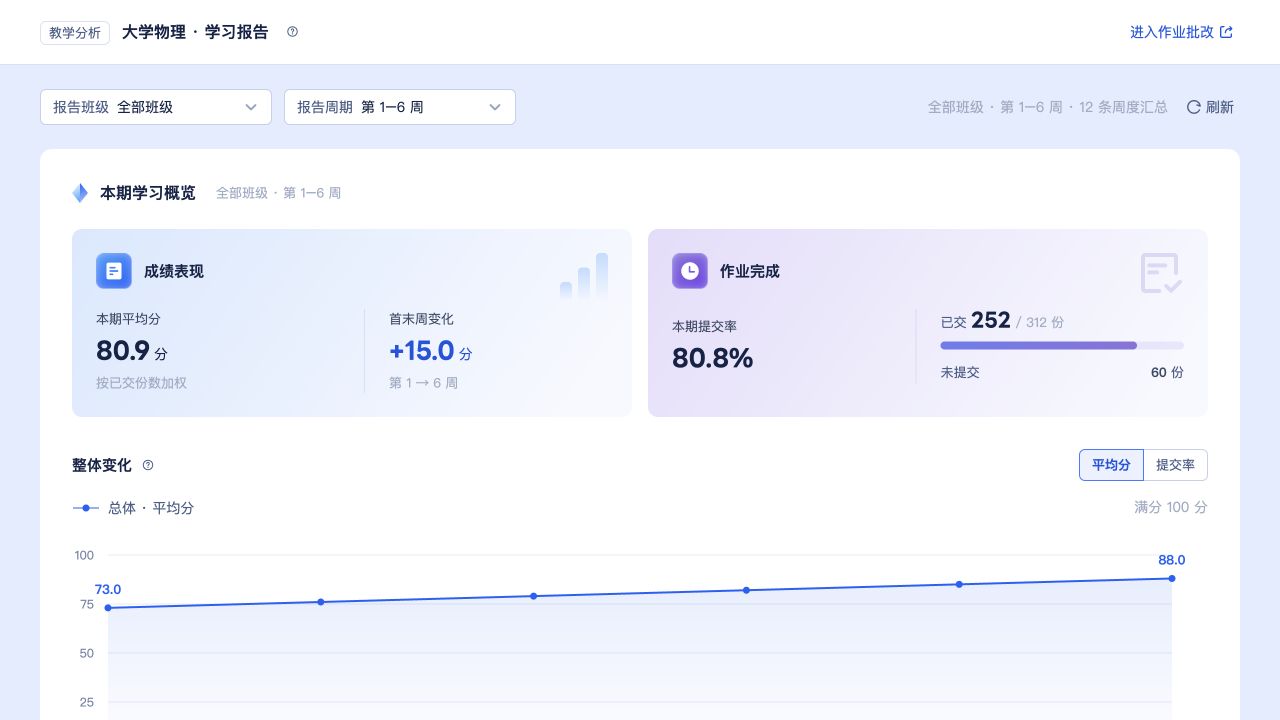 教学分析 大学物理 · 学习报告
进入作业批改
报告班级 全部班级
报告周期 第 1–6 周
全部班级 · 第 1–6 周 · 12 条周度汇总
刷新
本期学习概览 全部班级 · 第 1–6 周
成绩表现
本期平均分
80.9 分
按已交份数加权
首末周变化
+15.0 分
第 1 → 6 周
作业完成
本期提交率
80.8%
已交 252 / 312 份
未提交 60 份
整体变化
平均分 提交率
总体 · 平均分
满分 100 分
100
88.0
73.0
75
50
25